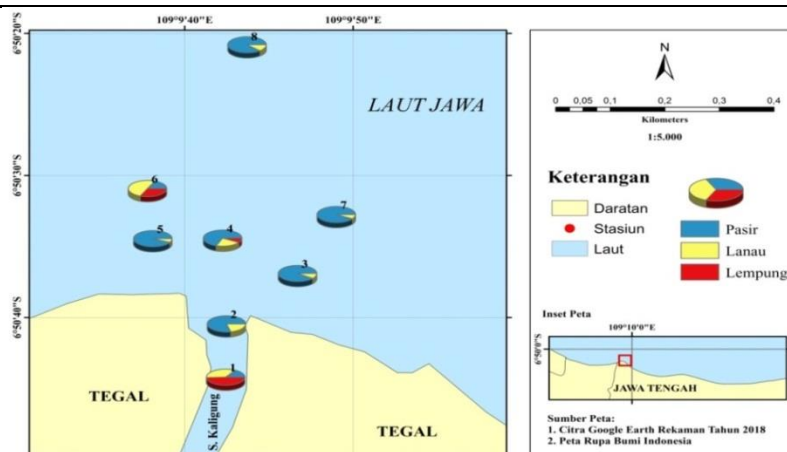 109°9'40"E
109°9'50"E
6°50'20"S
6°50'30"S
6°50'40"S
8
LAUT JAWA
6
7
5
4
3
2
1
TEGAL
S. Kaligung
TEGAL
N
0 0,05 0,1 0,2 0,3 0,4
Kilometers
1:5.000
Keterangan
Daratan
Stasiun
Laut
Pasir
Lanau
Lempung
Inset Peta
109°10'0"E
6°50'0"S
JAWA TENGAH
Sumber Peta:
1. Citra Google Earth Rekaman Tahun 2018
2. Peta Rupa Bumi Indonesia